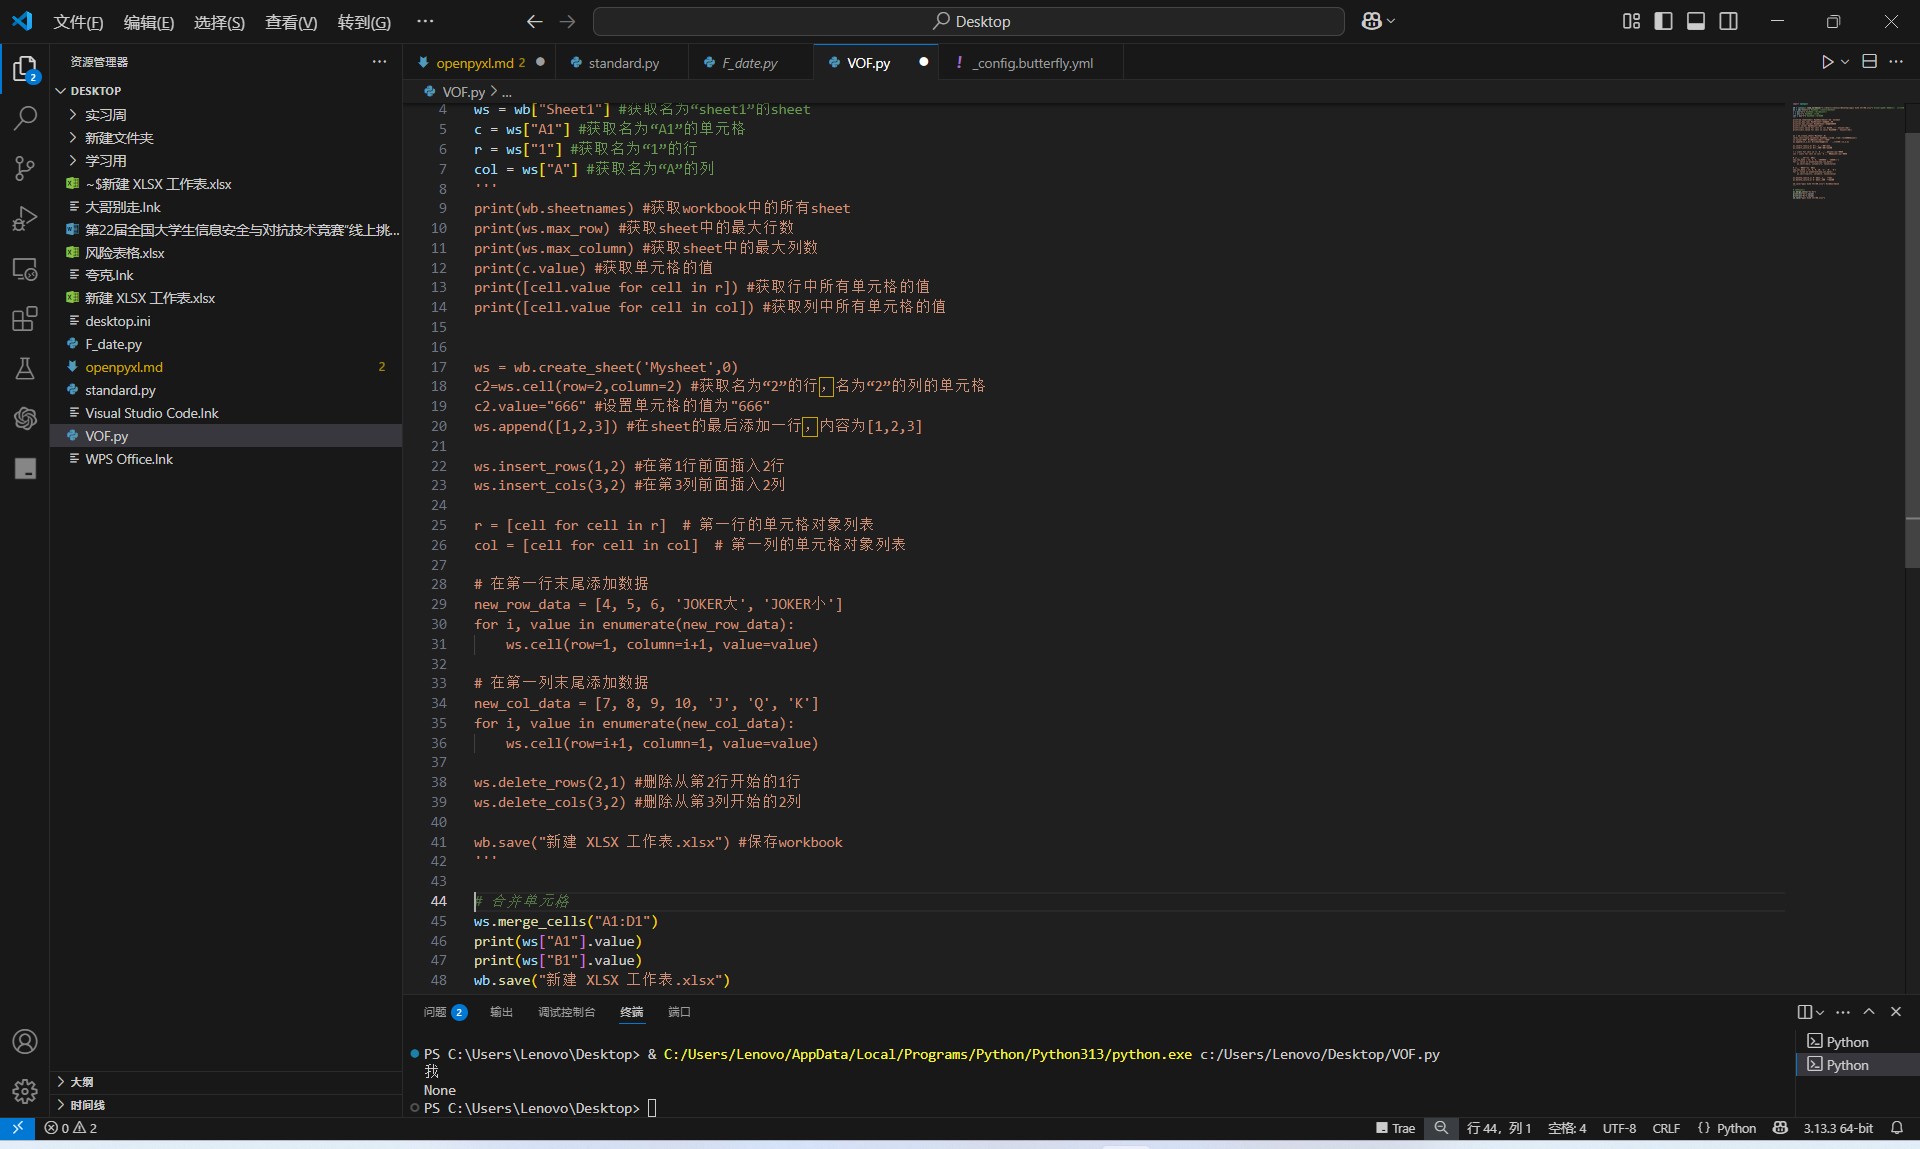 文件(F) 编辑(E) 选择(S) 查看(V) 转到(G) ··· Desktop
资源管理器 ···
openpyxl.md 2 standard.py F_date.py VOF.py ! _config.butterfly.yml
DESKTOP
实习周
新建文件夹
学习用
~$新建 XLSX 工作表.xlsx
大哥别走.lnk
第22届全国大学生信息安全与对抗技术竞赛”线上挑...
风险表格.xlsx
夸克.lnk
新建 XLSX 工作表.xlsx
desktop.ini
F_date.py
openpyxl.md 2
standard.py
Visual Studio Code.lnk
VOF.py
WPS Office.lnk
大纲
时间线
VOF.py > ...
4 ws = wb["Sheet1"] #获取名为“sheet1”的sheet
5 c = ws["A1"] #获取名为“A1”的单元格
6 r = ws["1"] #获取名为“1”的行
7 col = ws["A"] #获取名为“A”的列
8 '''
9 print(wb.sheetnames) #获取workbook中的所有sheet
10 print(ws.max_row) #获取sheet中的最大行数
11 print(ws.max_column) #获取sheet中的最大列数
12 print(c.value) #获取单元格的值
13 print([cell.value for cell in r]) #获取行中所有单元格的值
14 print([cell.value for cell in col]) #获取列中所有单元格的值
15
16
17 ws = wb.create_sheet('Mysheet',0)
18 c2=ws.cell(row=2,column=2) #获取名为“2”的行，名为“2”的列的单元格
19 c2.value="666" #设置单元格的值为"666"
20 ws.append([1,2,3]) #在sheet的最后添加一行，内容为[1,2,3]
21
22 ws.insert_rows(1,2) #在第1行前面插入2行
23 ws.insert_cols(3,2) #在第3列前面插入2列
24
25 r = [cell for cell in r]  # 第一行的单元格对象列表
26 col = [cell for cell in col]  # 第一列的单元格对象列表
27
28 # 在第一行末尾添加数据
29 new_row_data = [4, 5, 6, 'JOKER大', 'JOKER小']
30 for i, value in enumerate(new_row_data):
31     ws.cell(row=1, column=i+1, value=value)
32
33 # 在第一列末尾添加数据
34 new_col_data = [7, 8, 9, 10, 'J', 'Q', 'K']
35 for i, value in enumerate(new_col_data):
36     ws.cell(row=i+1, column=1, value=value)
37
38 ws.delete_rows(2,1) #删除从第2行开始的1行
39 ws.delete_cols(3,2) #删除从第3列开始的2列
40
41 wb.save("新建 XLSX 工作表.xlsx") #保存workbook
42 '''
43
44 # 合并单元格
45 ws.merge_cells("A1:D1")
46 print(ws["A1"].value)
47 print(ws["B1"].value)
48 wb.save("新建 XLSX 工作表.xlsx")
问题 2 输出 调试控制台 终端 端口
PS C:\Users\Lenovo\Desktop> & C:/Users/Lenovo/AppData/Local/Programs/Python/Python313/python.exe c:/Users/Lenovo/Desktop/VOF.py
我
None
PS C:\Users\Lenovo\Desktop>
Python
Python
0 2 Trae 行 44，列 1 空格: 4 UTF-8 CRLF {} Python 3.13.3 64-bit